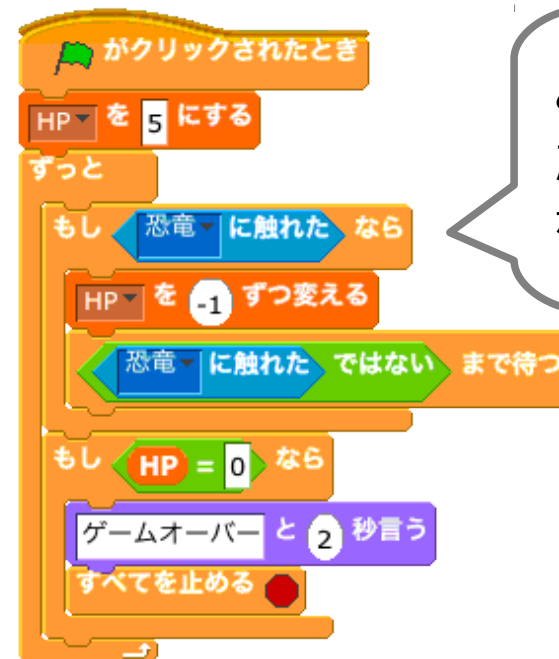 がクリックされたとき
HP を 5 にする
ずっと
もし 恐竜 に触れた なら
HP を -1 ずつ変える
恐竜 に触れた ではない まで待つ
もし HP = 0 なら
ゲームオーバー と 2 秒言う
すべてを止める